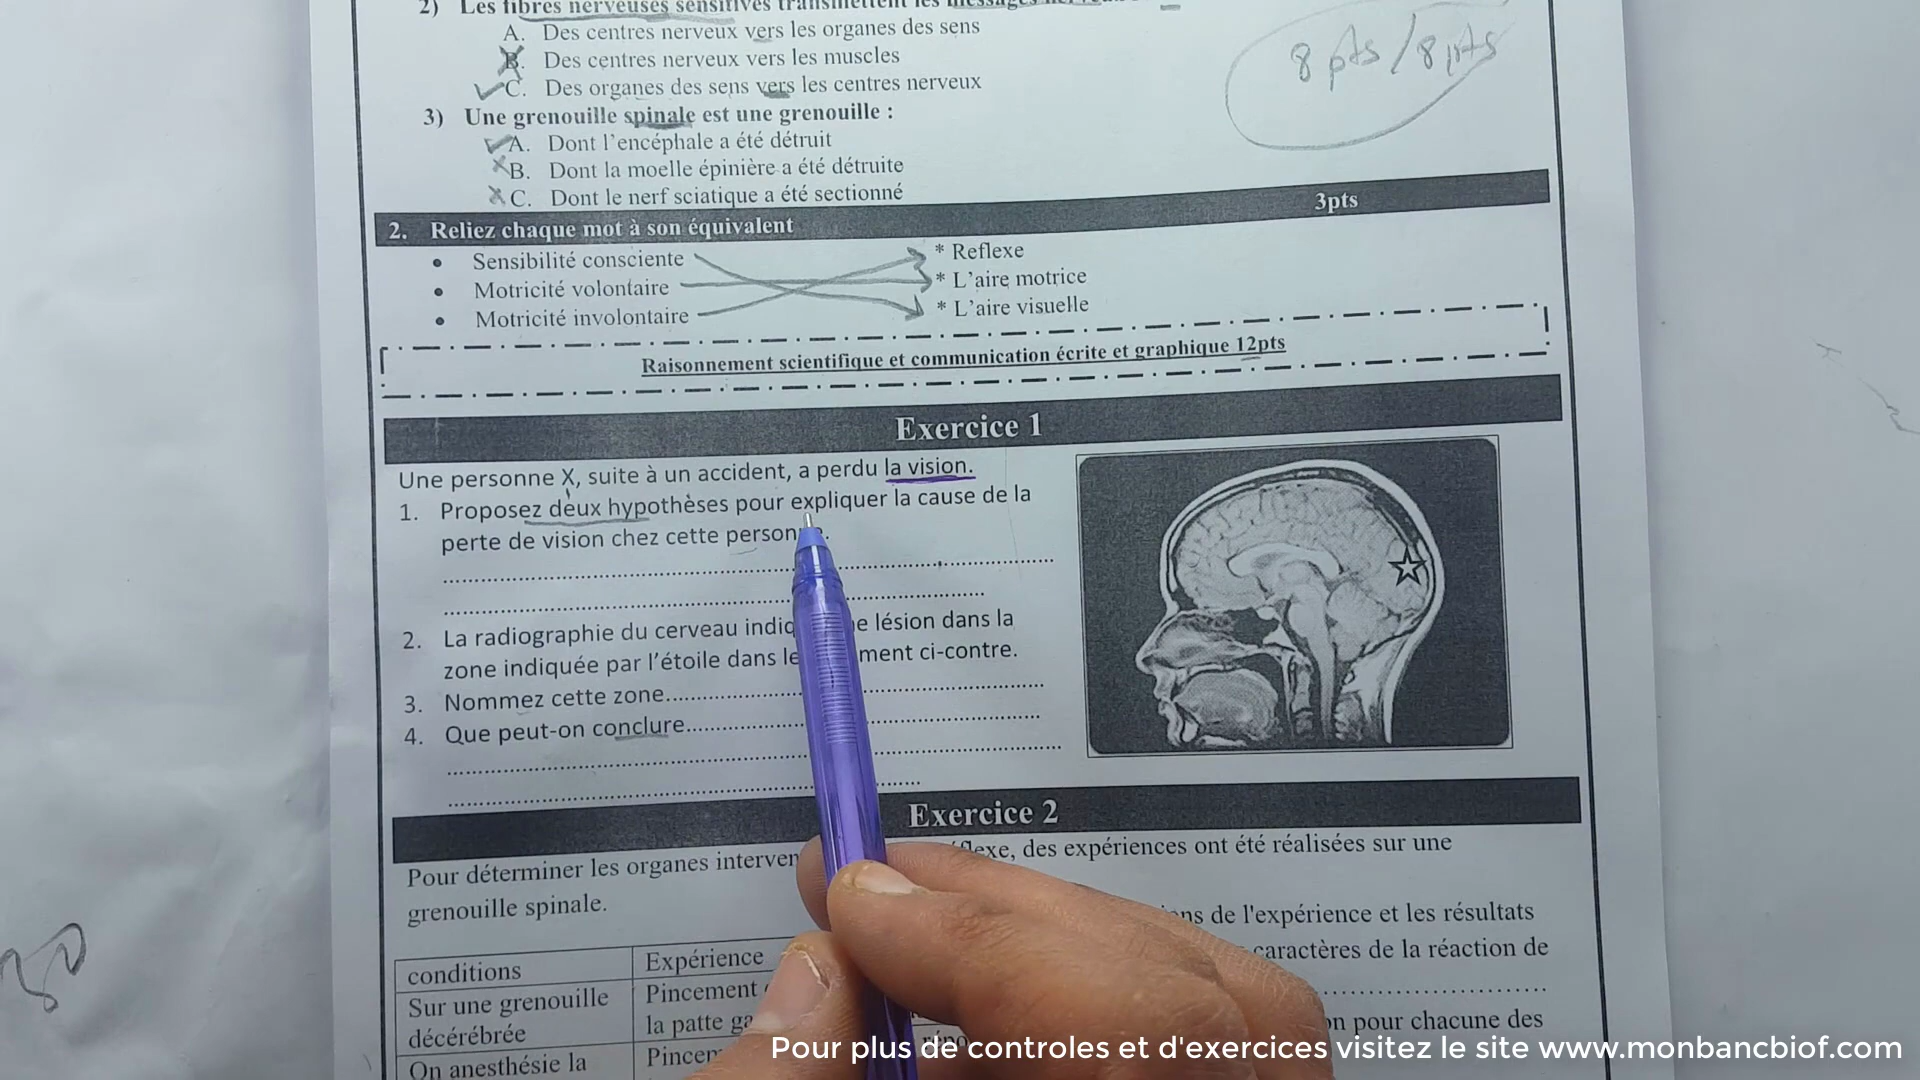 2) Les fibres nerveuses sensitives transmettent les messages
A. Des centres nerveux vers les organes des sens
B. Des centres nerveux vers les muscles
C. Des organes des sens vers les centres nerveux
8 pts / 8 pts
3) Une grenouille spinale est une grenouille :
A. Dont l'encéphale a été détruit
B. Dont la moelle épinière a été détruite
C. Dont le nerf sciatique a été sectionné
2. Reliez chaque mot à son équivalent 3pts
• Sensibilité consciente * Reflexe
• Motricité volontaire * L'aire motrice
• Motricité involontaire * L'aire visuelle
Raisonnement scientifique et communication écrite et graphique 12pts
Exercice 1
Une personne X, suite à un accident, a perdu la vision.
1. Proposez deux hypothèses pour expliquer la cause de la
perte de vision chez cette
2. La radiographie du cerveau lésion dans la
zone indiquée par l'étoile dans ci-contre.
3. Nommez cette zone
4. Que peut-on conclure
Exercice 2
Pour déterminer les organes des expériences ont été réalisées sur une
grenouille spinale.
de l'expérience et les résultats
caractères de la réaction de
pour chacune des
conditions Expérience
Sur une grenouille Pincement
décérébrée la patte
On anesthésie la
Pour plus de controles et d'exercices visitez le site www.monbancbiof.com